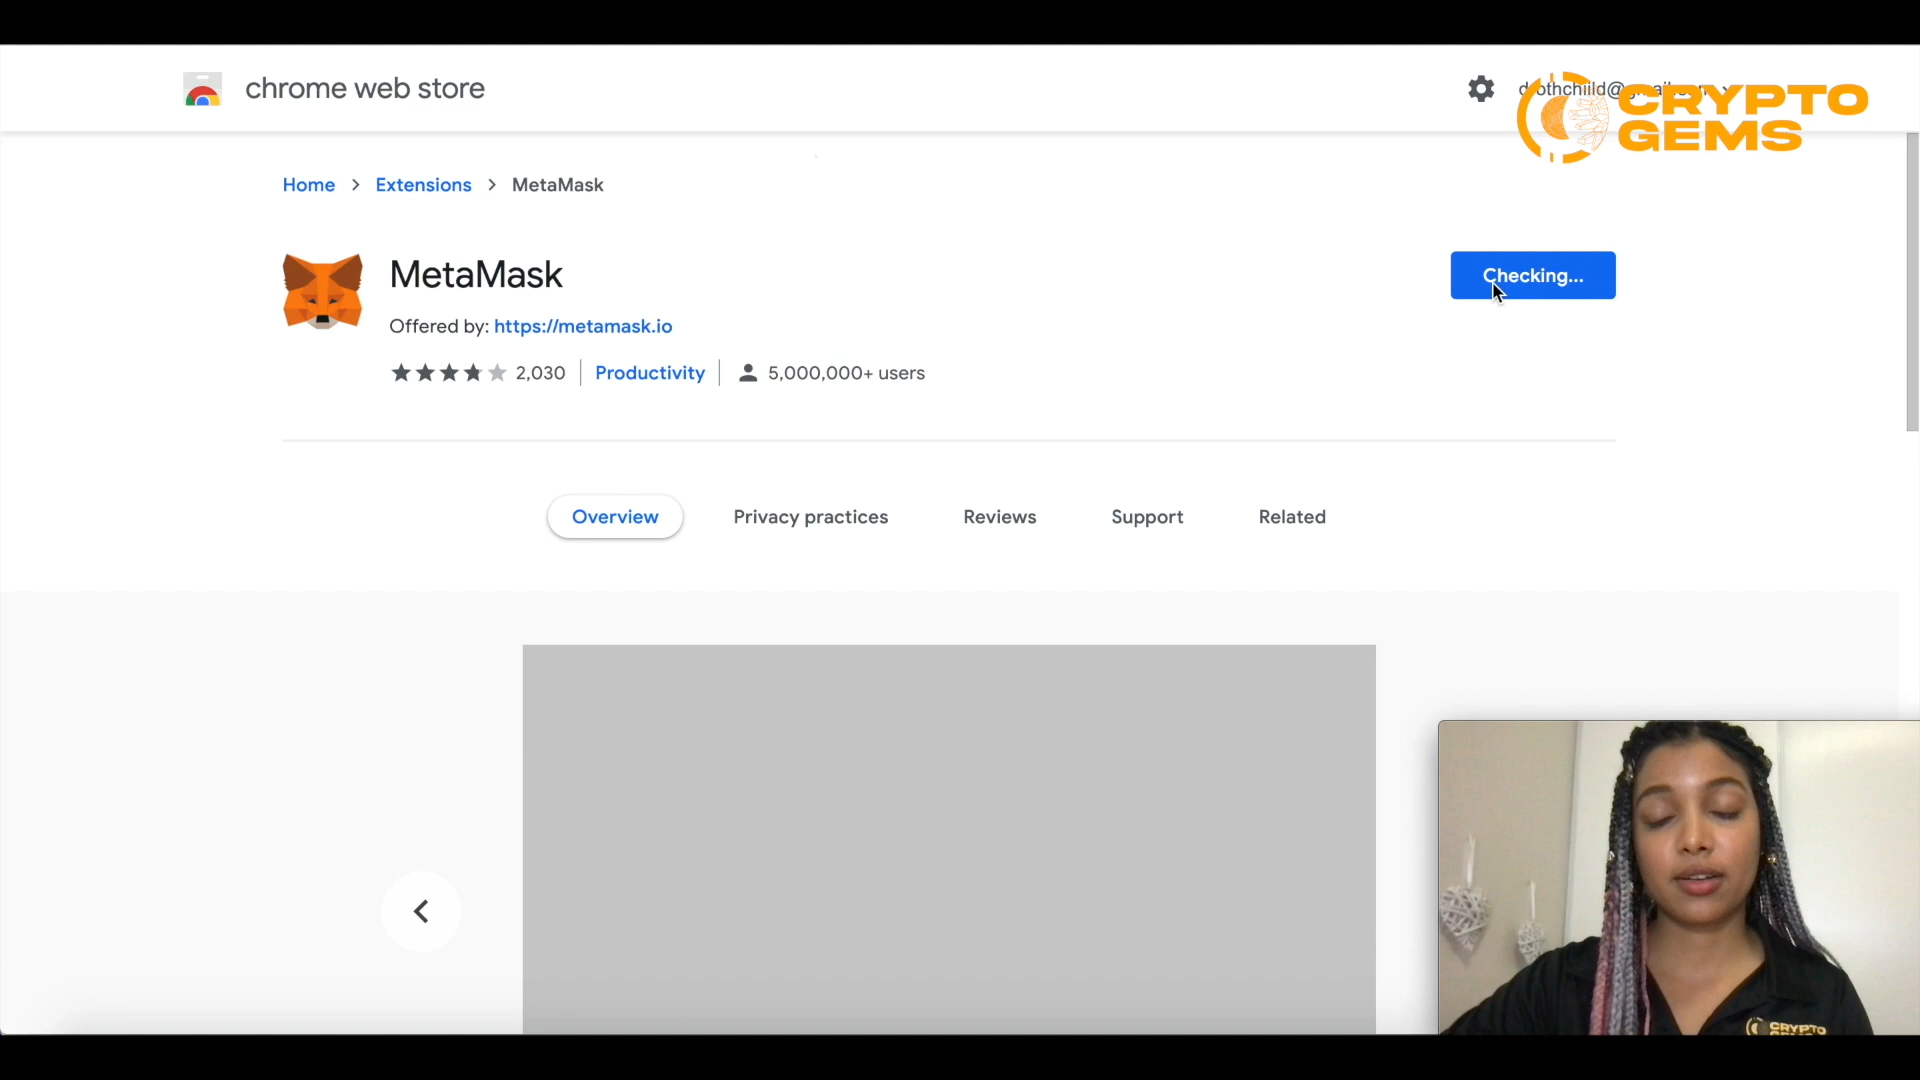 chrome web store
CRYPTO
GEMS
Home > Extensions > MetaMask
MetaMask
Checking...
Offered by: https://metamask.io
2,030 Productivity 5,000,000+ users
Overview Privacy practices Reviews Support Related
CRYPTO